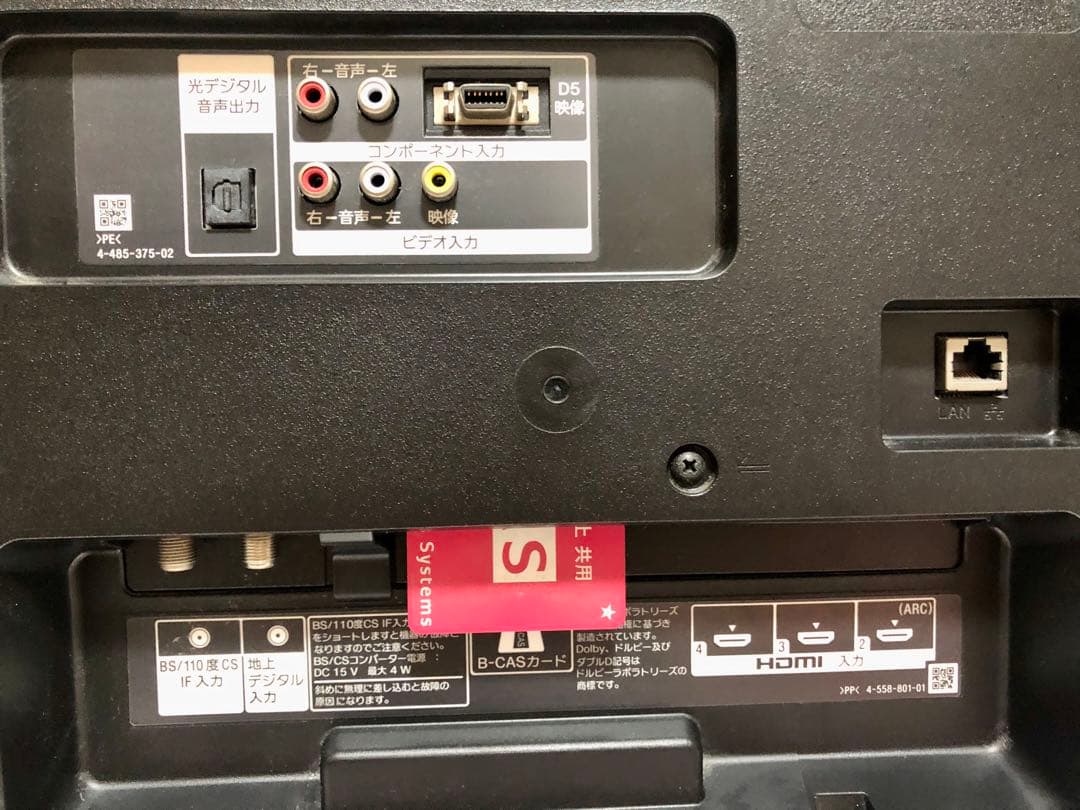 光デジタル
音声出力
>PE<
4-485-375-02
右ー音声ー左
D5
映像
コンポーネント入力
右ー音声ー左
映像
ビデオ入力
LAN
上 共用
S
Systems
BS/110度CS
IF入力
地上
デジタル
入力
BS/110度CS IF入力
をショートしますと機器の
なりますのでご注意ください。
BS/CSコンバーター電源 :
DC 15 V 最大 4 W
斜めに無理に差し込むと故障の
原因になります。
CAS
B-CASカード
ボラトリーズ
に基づき
製造されています。
Dolby、ドルビー及び
ダブルD記号は
ドルビーラボラトリーズの
商標です。
(ARC)
4
3
2
HDMI 入力
>PP< 4-558-801-01